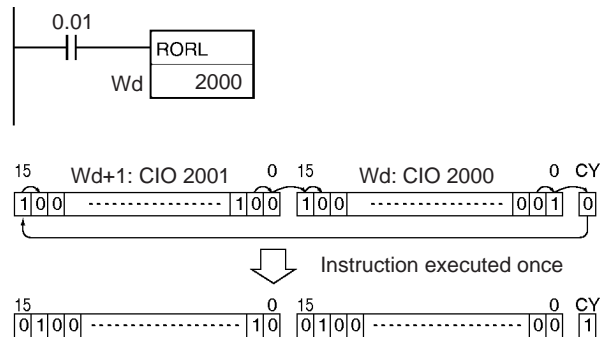 0.01
RORL
Wd 2000
15 Wd+1: CIO 2001 0 15 Wd: CIO 2000 0 CY
1 0 0 1 0 0 1 0 0 0 0 1 0
Instruction executed once
15 0 15 0 CY
0 1 0 0 1 0 0 1 0 0 0 0 1